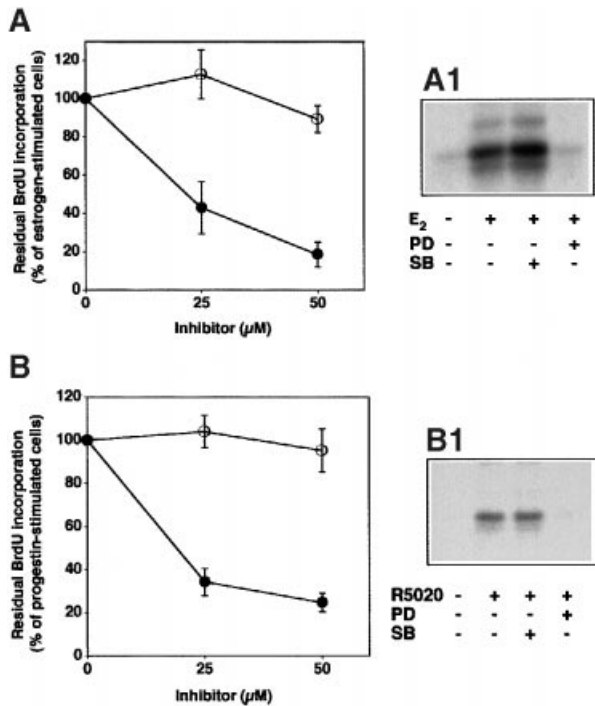 A
Residual BrdU incorporation
(% of estrogen-stimulated cells)
120
100
80
60
40
20
0
0 25 50
Inhibitor (µM)
A1
E2 - + + +
PD - - - +
SB - - + -
B
Residual BrdU incorporation
(% of progestin-stimulated cells)
120
100
80
60
40
20
0
0 25 50
Inhibitor (µM)
B1
R5020 - + + +
PD - - - +
SB - - + -